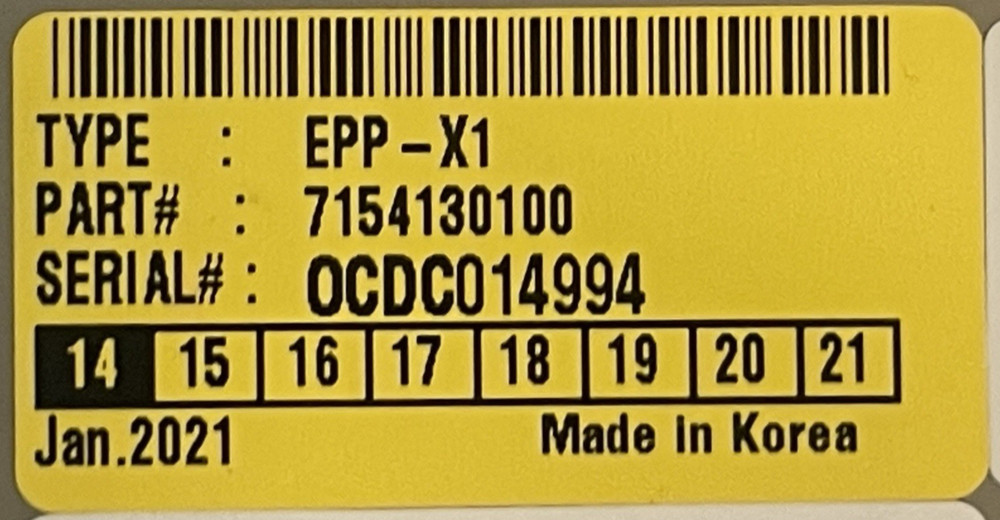 TYPE : EPP-X1
PART# : 7154130100
SERIAL# : OCDC014994
14 15 16 17 18 19 20 21
Jan.2021 Made in Korea